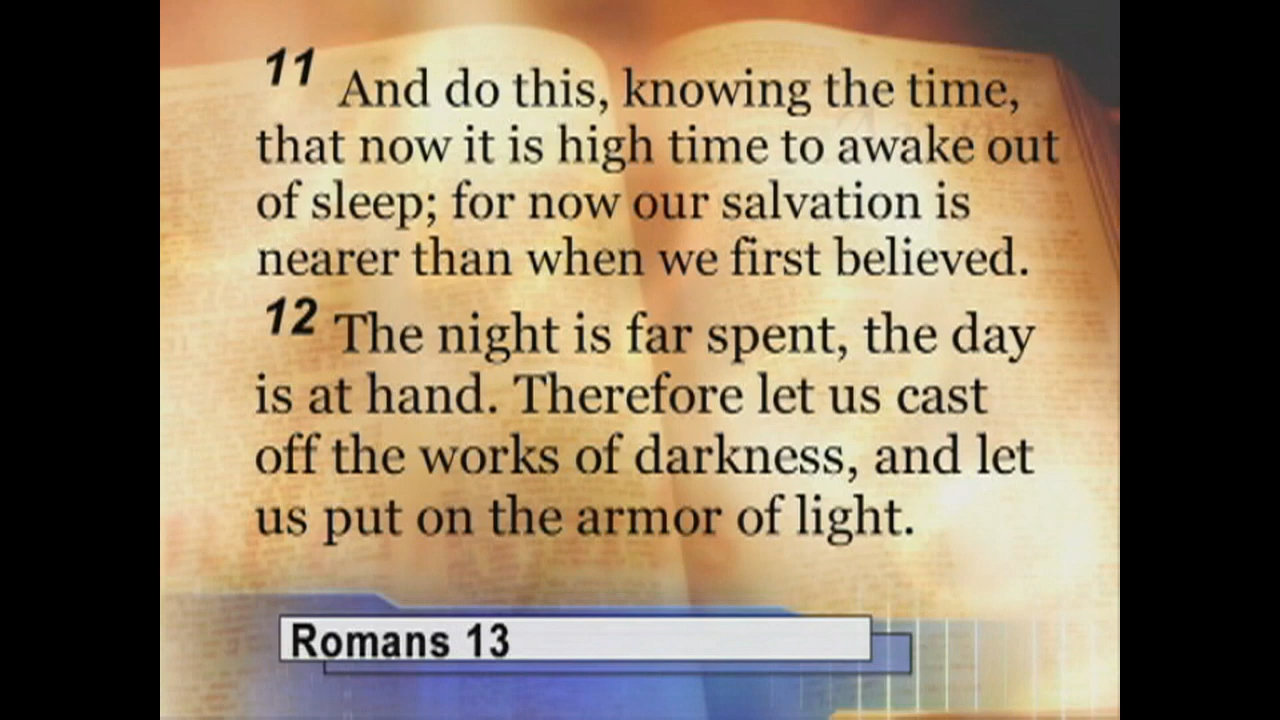 11 And do this, knowing the time,
that now it is high time to awake out
of sleep; for now our salvation is
nearer than when we first believed.
12 The night is far spent, the day
is at hand. Therefore let us cast
off the works of darkness, and let
us put on the armor of light.
Romans 13